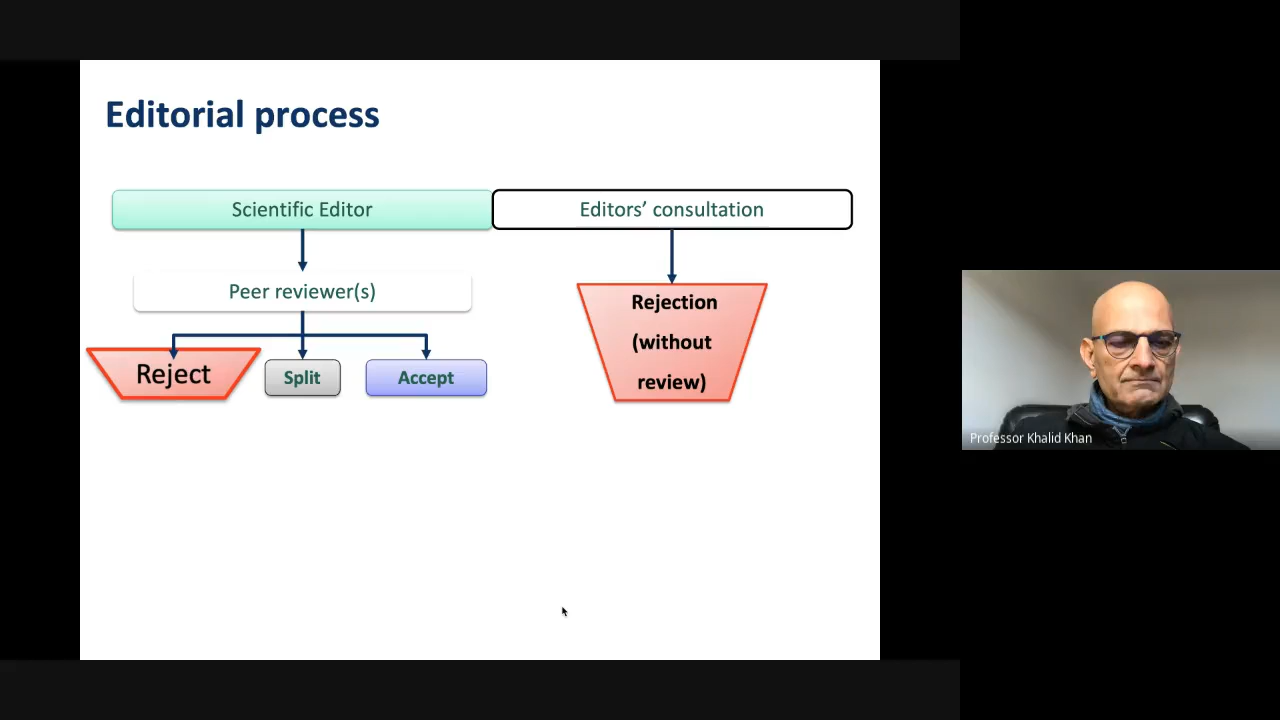 Editorial process
Scientific Editor
Editors’ consultation
Peer reviewer(s)
Reject
Split
Accept
Rejection
(without
review)
Professor Khalid Khan